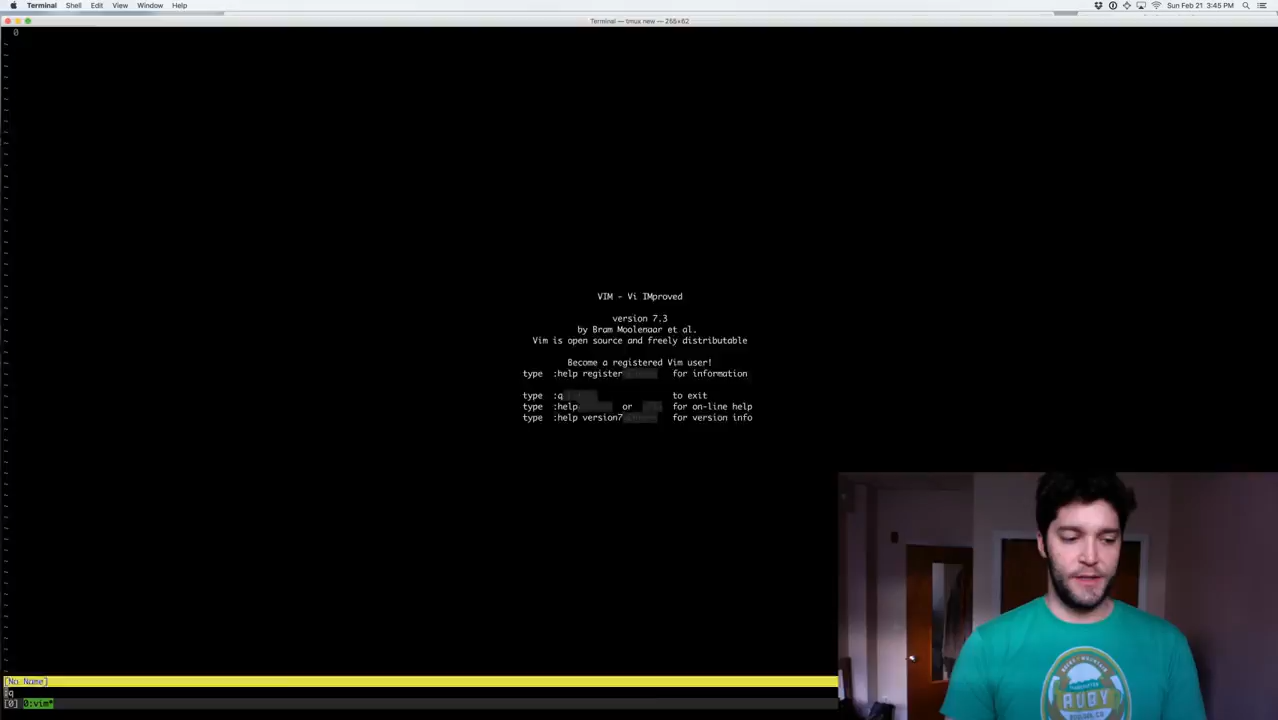 Terminal Shell Edit View Window Help Sun Feb 21 3:45 PM
Terminal — tmux new — 255×62
0
VIM - Vi IMproved
version 7.3
by Bram Moolenaar et al.
Vim is open source and freely distributable
Become a registered Vim user!
type :help register for information
type :q to exit
type :help or for on-line help
type :help version7 for version info
[No Name]
:q
[0] 0:vim*
RUBY